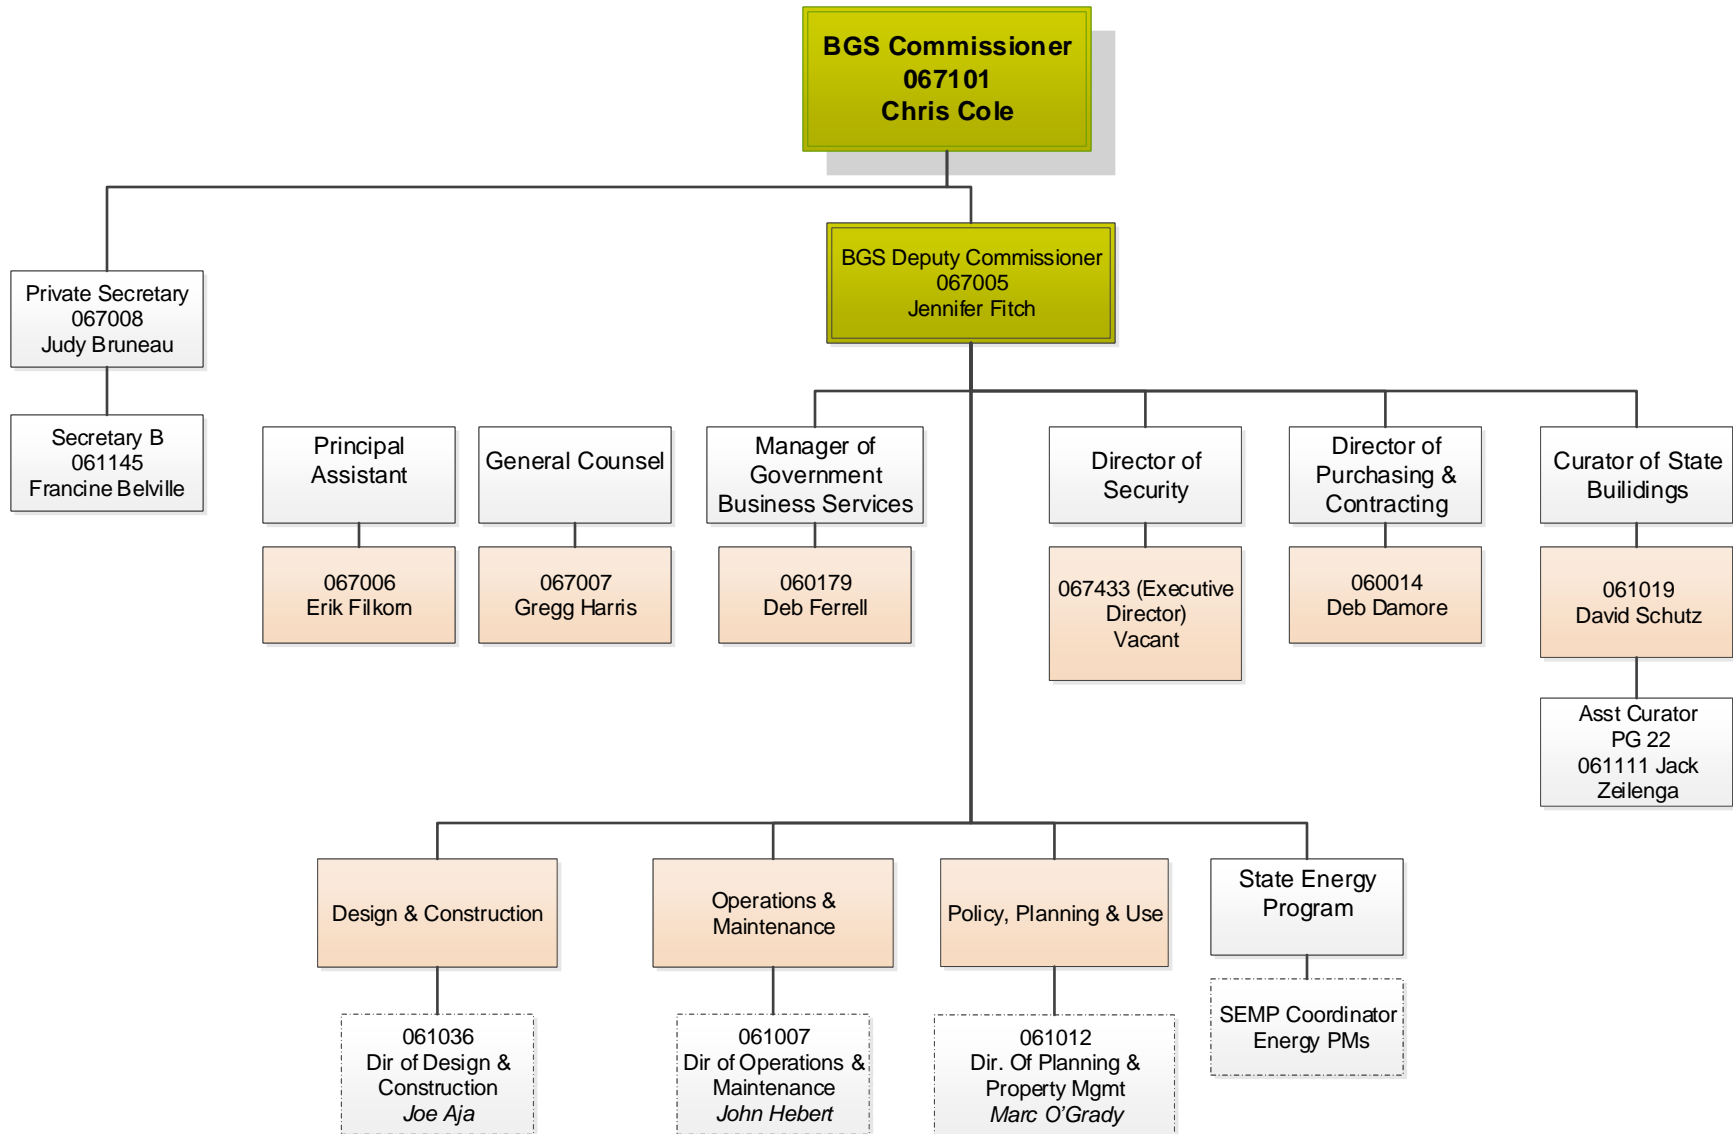 BGS Commissioner
067101
Chris Cole
BGS Deputy Commissioner
067005
Jennifer Fitch
Private Secretary
067008
Judy Bruneau
Secretary B
061145
Francine Belville
Principal
Assistant
067006
Erik Filkorn
General Counsel
067007
Gregg Harris
Manager of
Government
Business Services
060179
Deb Ferrell
Director of
Security
067433 (Executive
Director)
Vacant
Director of
Purchasing &
Contracting
060014
Deb Damore
Curator of State
Builidings
061019
David Schutz
Asst Curator
PG 22
061111 Jack
Zeilenga
Design & Construction
061036
Dir of Design &
Construction
Joe Aja
Operations &
Maintenance
061007
Dir of Operations &
Maintenance
John Hebert
Policy, Planning & Use
061012
Dir. Of Planning &
Property Mgmt
Marc O’Grady
State Energy
Program
SEMP Coordinator
Energy PMs